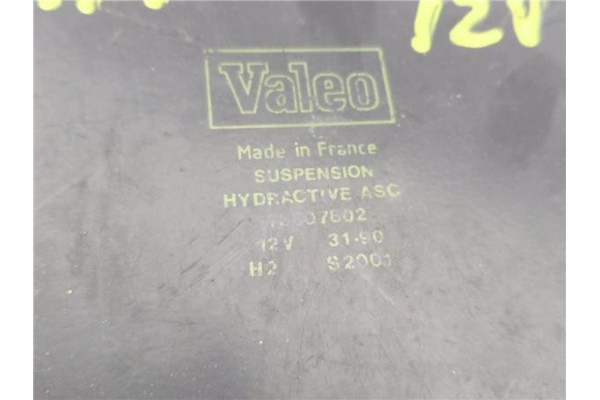 12V
Valeo
Made in France
SUSPENSION
HYDRACTIVE ASC
12V 31-90
H2 S2001